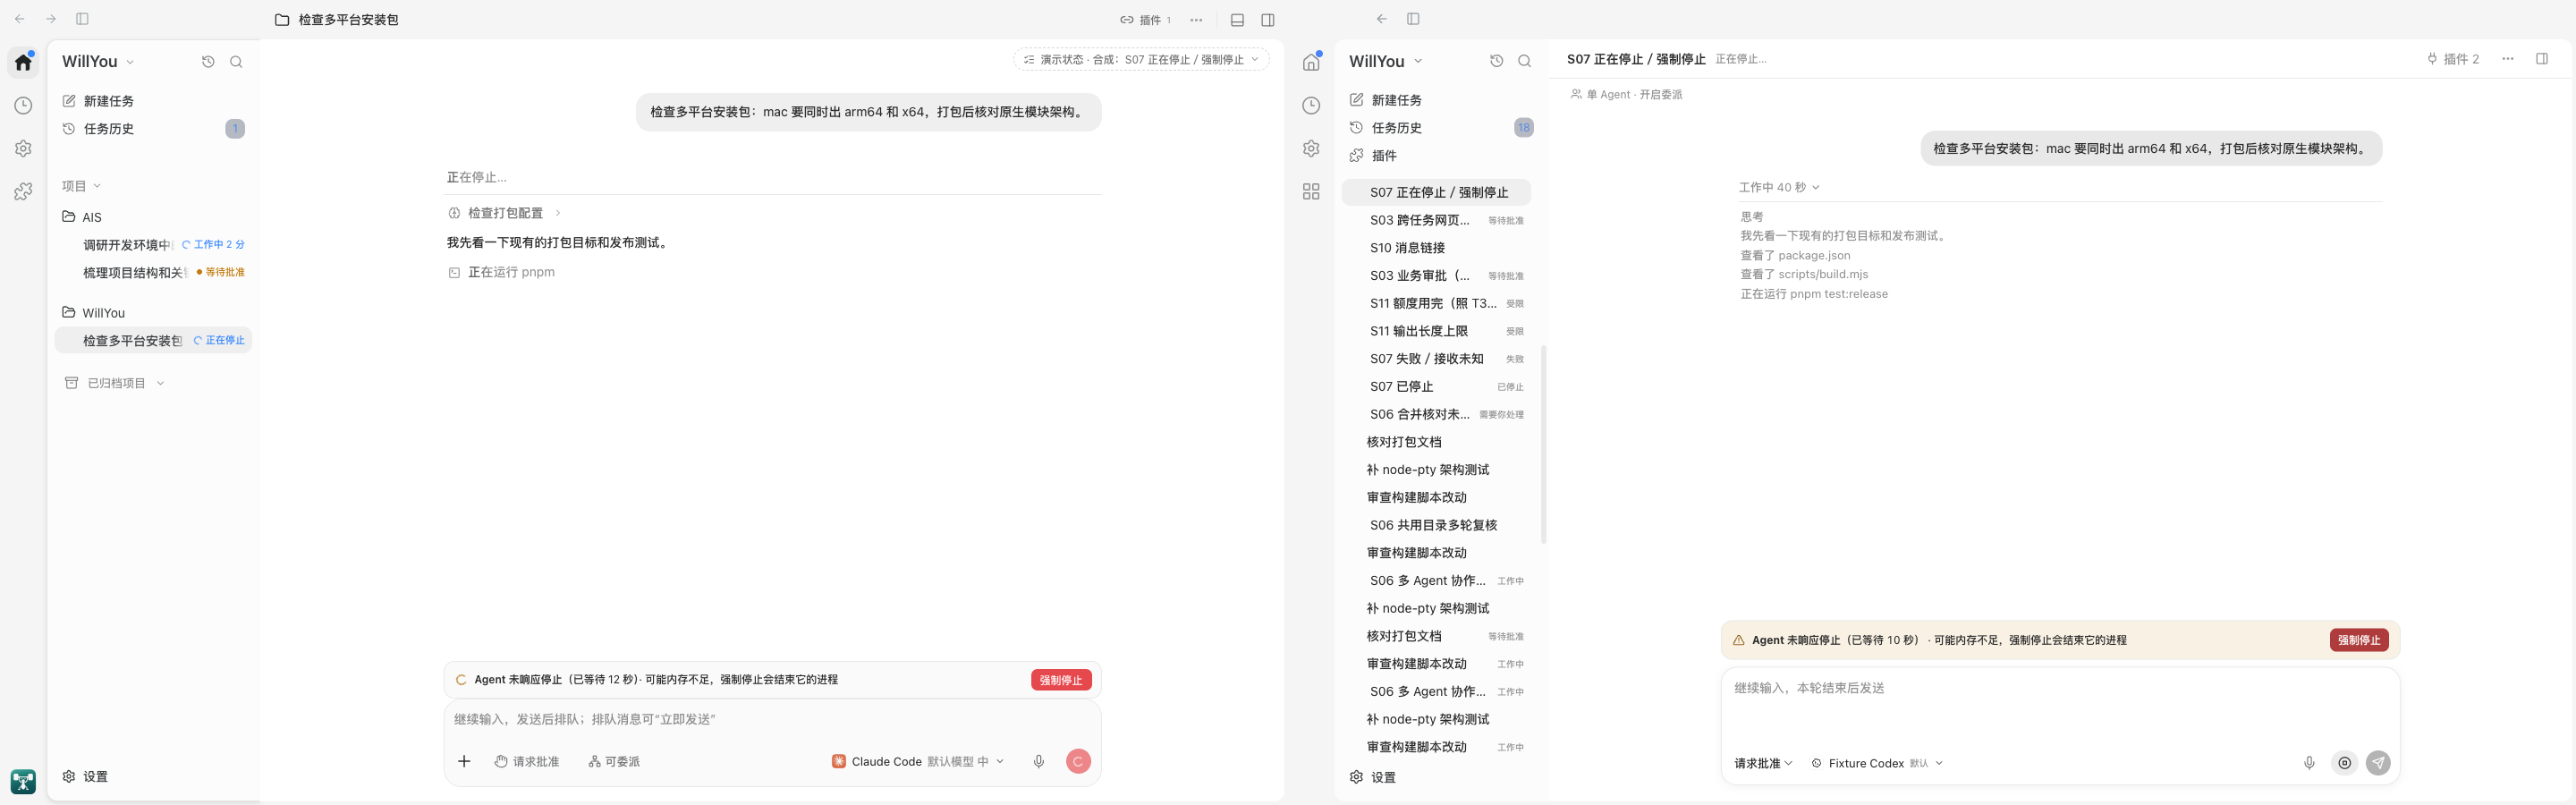 检查多平台安装包
插件 1
WillYou
新建任务
任务历史 1
项目
AIS
调研开发环境中 工作中 2 分
梳理项目结构和关 等待批准
WillYou
检查多平台安装包 正在停止
已归档项目
设置
演示状态 · 合成：S07 正在停止 / 强制停止
检查多平台安装包：mac 要同时出 arm64 和 x64，打包后核对原生模块架构。
正在停止...
检查打包配置
我先看一下现有的打包目标和发布测试。
正在运行 pnpm
Agent 未响应停止（已等待 12 秒）· 可能内存不足，强制停止会结束它的进程
强制停止
继续输入，发送后排队；排队消息可“立即发送”
请求批准
可委派
Claude Code 默认模型 中
WillYou
新建任务
任务历史 18
插件
S07 正在停止 / 强制停止
S03 跨任务网页... 等待批准
S10 消息链接
S03 业务审批（... 等待批准
S11 额度用完（照 T3... 受限
S11 输出长度上限 受限
S07 失败 / 接收未知 失败
S07 已停止 已停止
S06 合并核对未... 需要你处理
核对打包文档
补 node-pty 架构测试
审查构建脚本改动
S06 共用目录多轮复核
审查构建脚本改动
S06 多 Agent 协作... 工作中
补 node-pty 架构测试
核对打包文档 等待批准
审查构建脚本改动 工作中
S06 多 Agent 协作... 工作中
补 node-pty 架构测试
审查构建脚本改动 工作中
设置
S07 正在停止 / 强制停止 正在停止...
插件 2
单 Agent · 开启委派
检查多平台安装包：mac 要同时出 arm64 和 x64，打包后核对原生模块架构。
工作中 40 秒
思考
我先看一下现有的打包目标和发布测试。
查看了 package.json
查看了 scripts/build.mjs
正在运行 pnpm test:release
Agent 未响应停止（已等待 10 秒） · 可能内存不足，强制停止会结束它的进程
强制停止
继续输入，本轮结束后发送
请求批准
Fixture Codex 默认